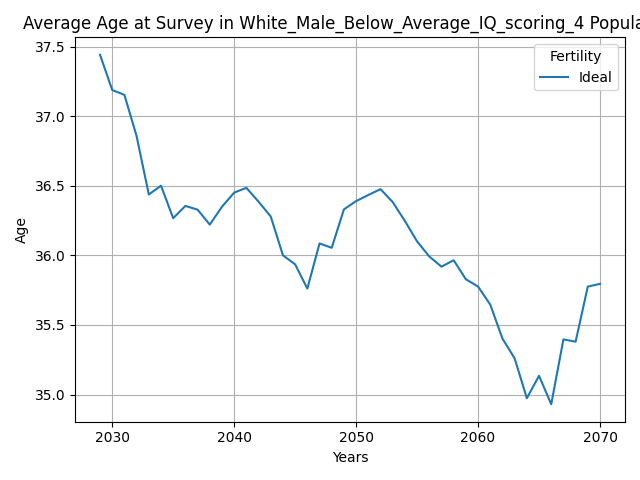 Average Age at Survey in White_Male_Below_Average_IQ_scoring_4 Popula
37.5
37.0
36.5
36.0
35.5
35.0
Age
Fertility
Ideal
2030 2040 2050 2060 2070
Years